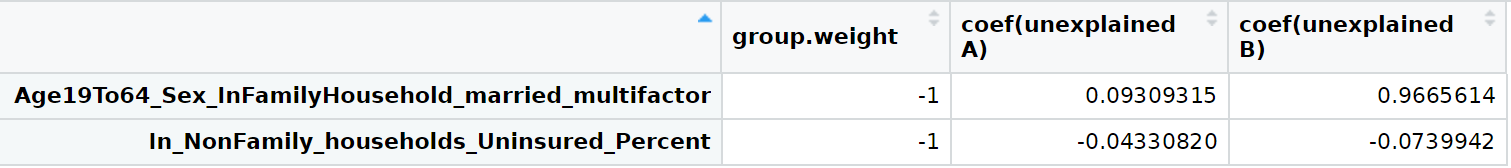 group.weight coef(unexplained A) coef(unexplained B)
Age19To64_Sex_InFamilyHousehold_married_multifactor -1 0.09309315 0.9665614
In_NonFamily_households_Uninsured_Percent -1 -0.04330820 -0.0739942